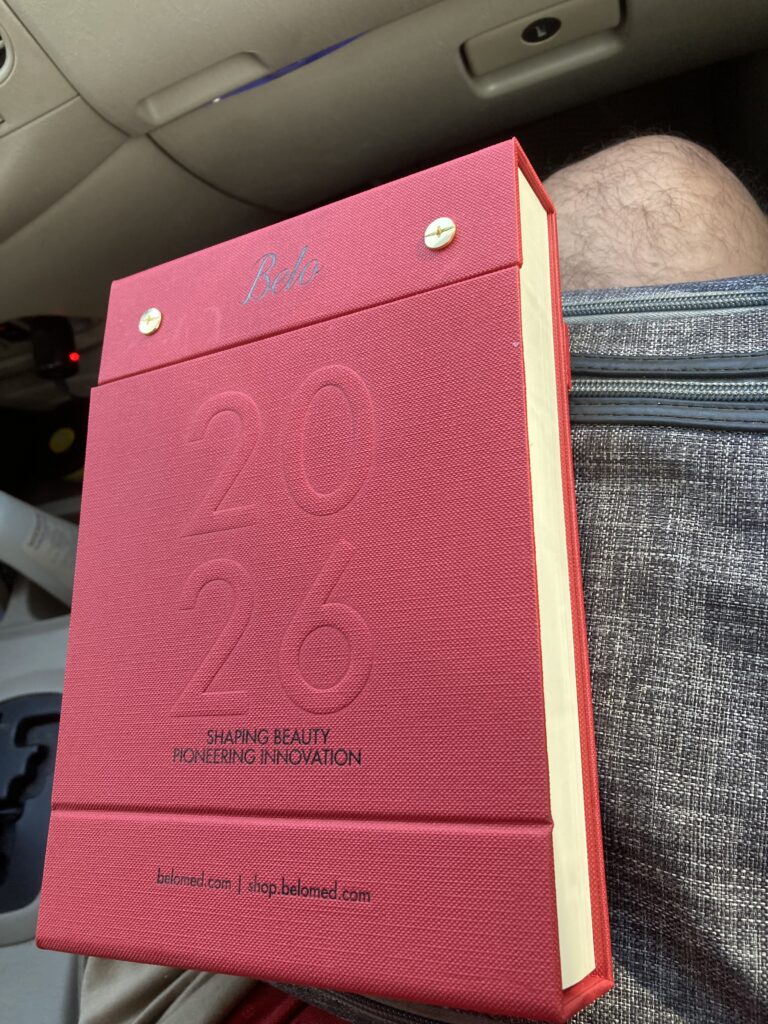 Belo
20
26
SHAPING BEAUTY
PIONEERING INNOVATION
belomed.com | shop.belomed.com